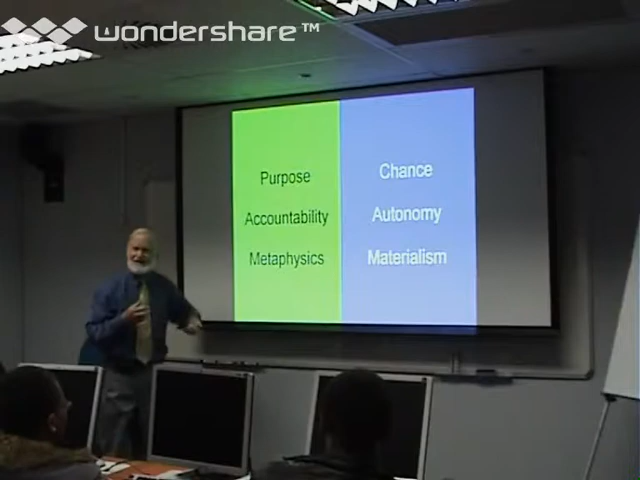 wondershare™
Purpose
Accountability
Metaphysics
Chance
Autonomy
Materialism